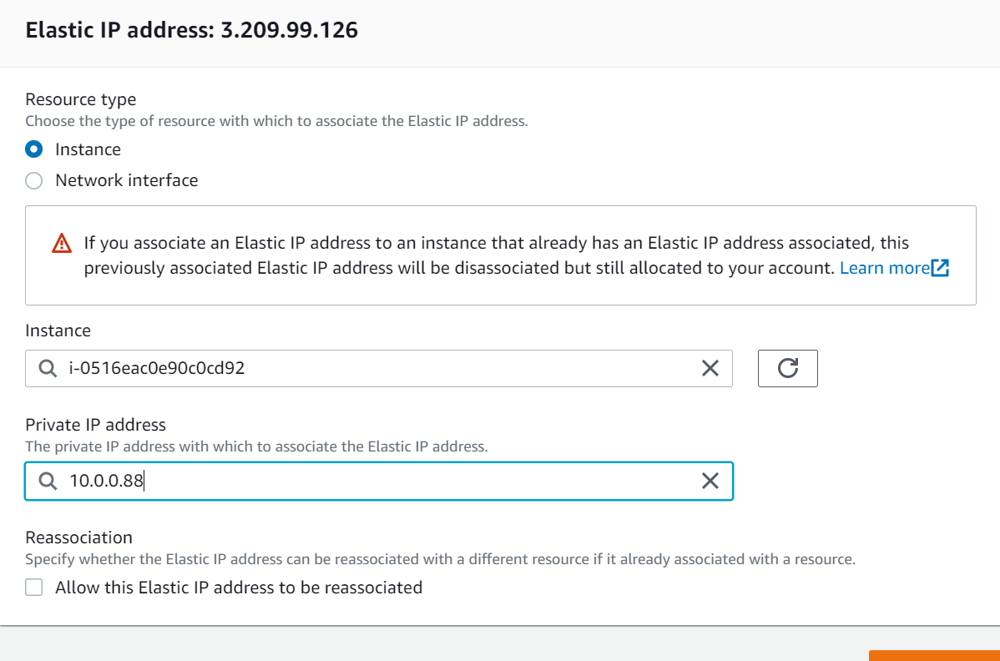 Elastic IP address: 3.209.99.126
Resource type
Choose the type of resource with which to associate the Elastic IP address.
Instance
Network interface
If you associate an Elastic IP address to an instance that already has an Elastic IP address associated, this
previously associated Elastic IP address will be disassociated but still allocated to your account. Learn more
Instance
i-0516eac0e90c0cd92
Private IP address
The private IP address with which to associate the Elastic IP address.
10.0.0.88
Reassociation
Specify whether the Elastic IP address can be reassociated with a different resource if it already associated with a resource.
Allow this Elastic IP address to be reassociated